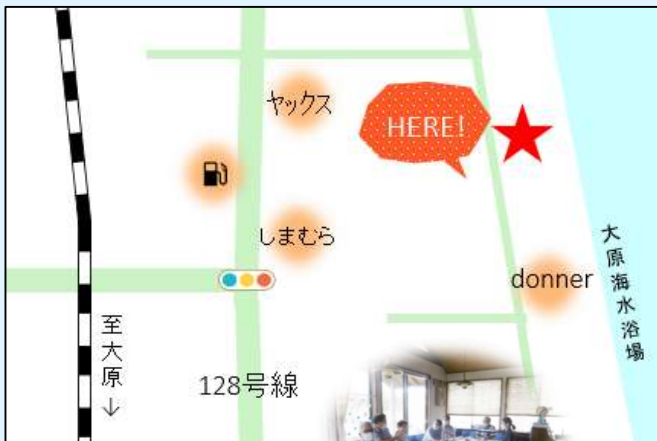 ヤックス
HERE!
しまむら
donner
大原海水浴場
至大原↓
128号線